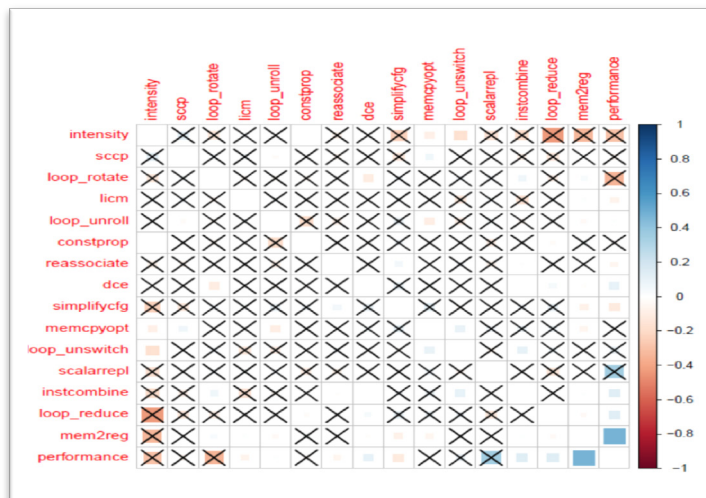 intensity
sccp
loop_rotate
licm
loop_unroll
constprop
reassociate
dce
simplifycfg
memcpyopt
loop_unswitch
scalarrepl
instcombine
loop_reduce
mem2reg
performance
intensity
sccp
loop_rotate
licm
loop_unroll
constprop
reassociate
dce
simplifycfg
memcpyopt
loop_unswitch
scalarrepl
instcombine
loop_reduce
mem2reg
performance
1
0.8
0.6
0.4
0.2
0
-0.2
-0.4
-0.6
-0.8
-1